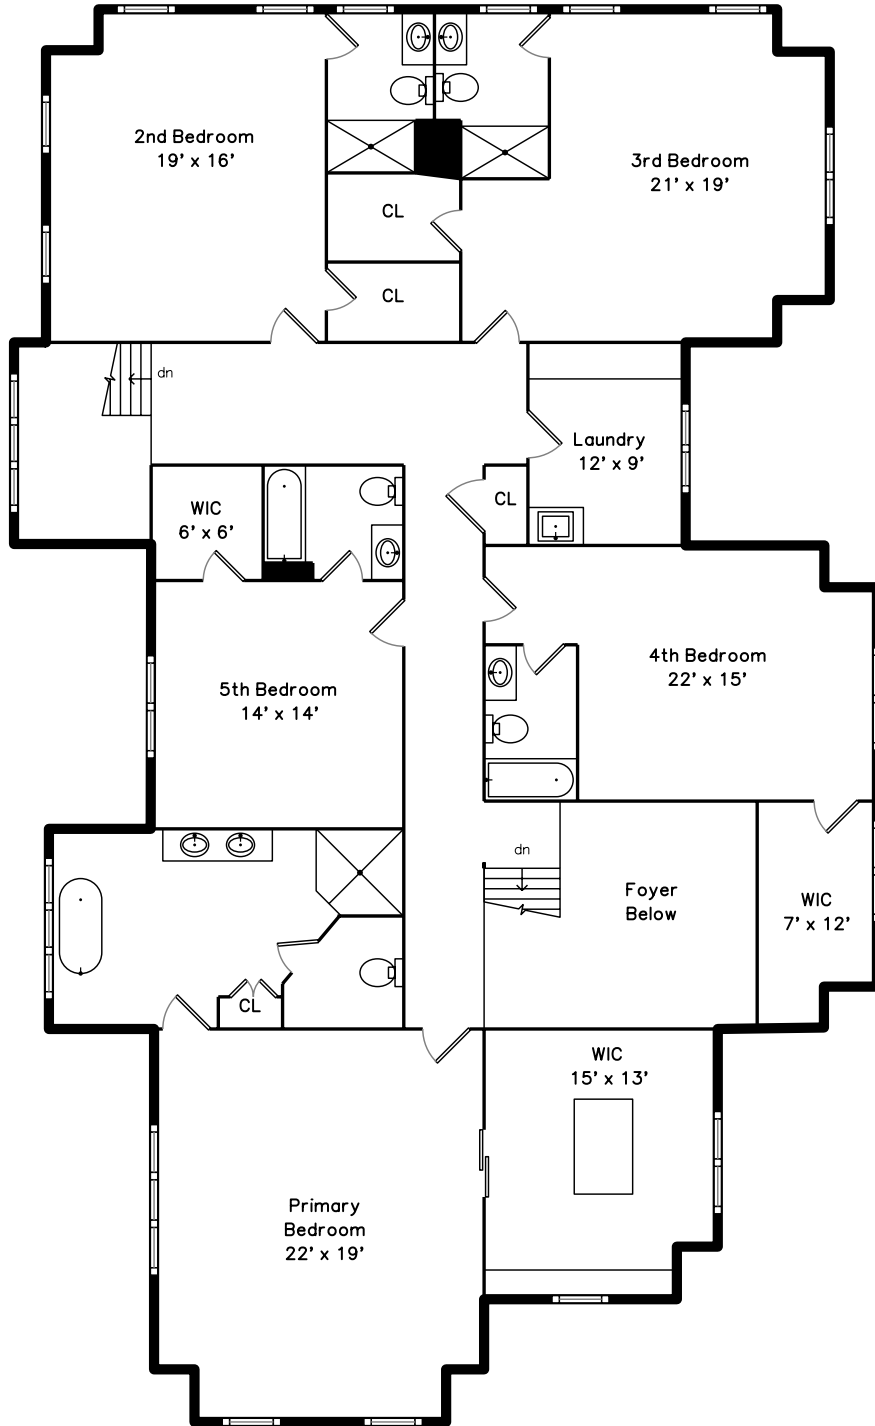 2nd Bedroom
19' x 16'
3rd Bedroom
21' x 19'
CL
CL
dn
Laundry
12' x 9'
WIC
6' x 6'
CL
5th Bedroom
14' x 14'
4th Bedroom
22' x 15'
dn
Foyer
Below
WIC
7' x 12'
CL
WIC
15' x 13'
Primary
Bedroom
22' x 19'